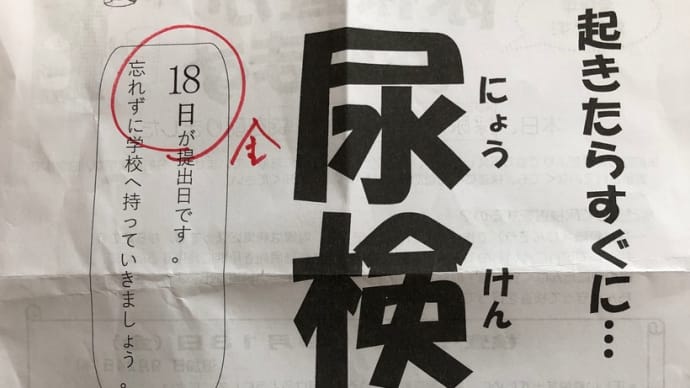 起きたらすぐに…
にょう けん
尿検
金
18日が提出日です。
忘れずに学校へ持っていきましょう。